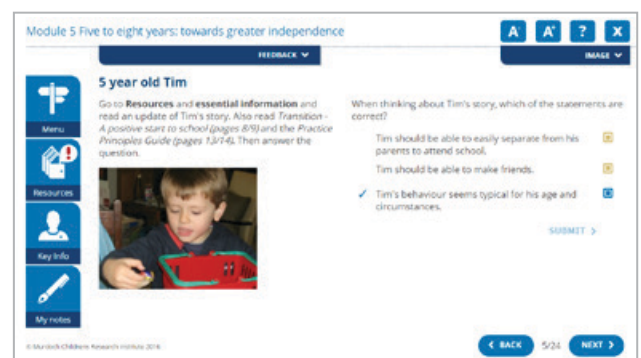 Module 5 Five to eight years: towards greater independence
A- A+ ? X
FEEDBACK
IMAGE
5 year old Tim
Go to Resources and essential information and
read an update of Tim's story. Also read Transition -
A positive start to school (pages 8/9) and the Practice
Principles Guide (pages 13/14). Then answer the
question.
When thinking about Tim's story, which of the statements are
correct?
Tim should be able to easily separate from his
parents to attend school.
Tim should be able to make friends.
✓ Tim's behaviour seems typical for his age and
circumstances.
SUBMIT >
Menu
Resources
Key Info
My notes
© Murdoch Childrens Research Institute 2016
< BACK 5/24 NEXT >